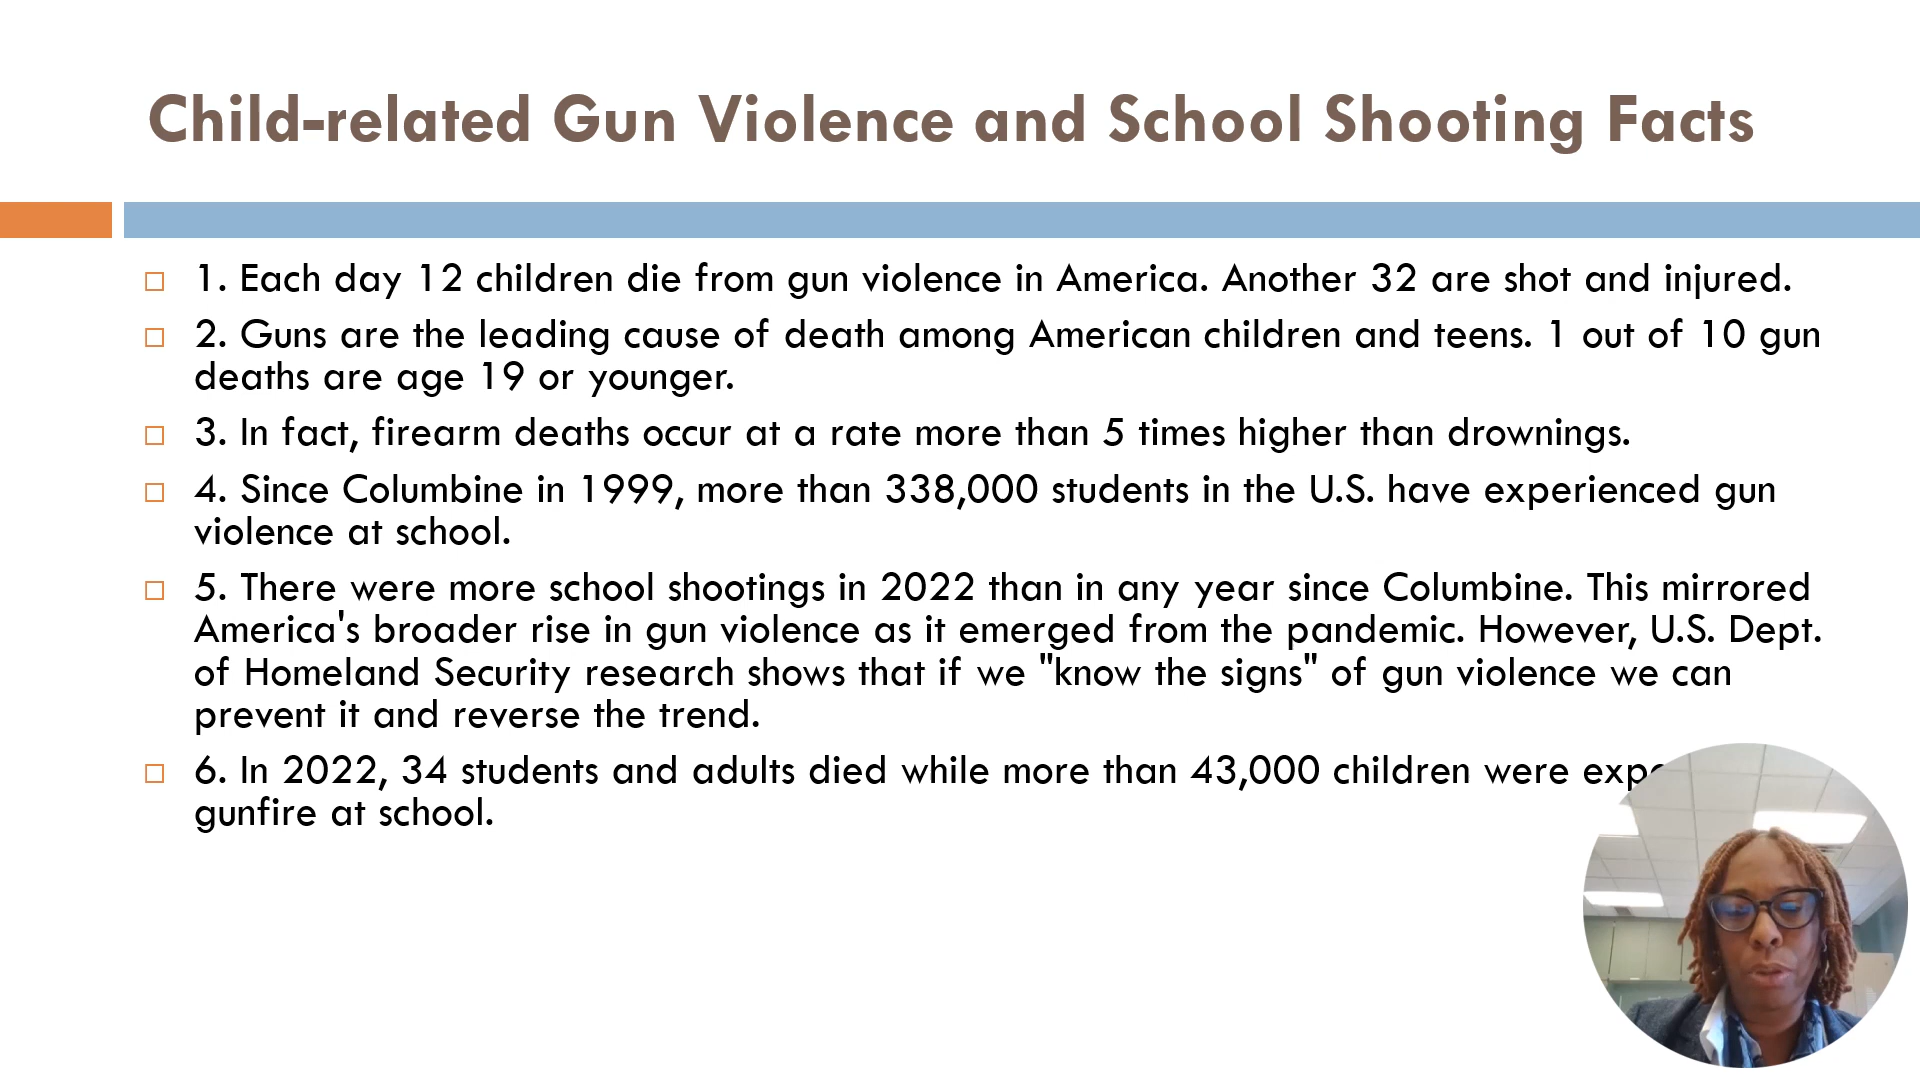 Child-related Gun Violence and School Shooting Facts
1. Each day 12 children die from gun violence in America. Another 32 are shot and injured.
2. Guns are the leading cause of death among American children and teens. 1 out of 10 gun
deaths are age 19 or younger.
3. In fact, firearm deaths occur at a rate more than 5 times higher than drownings.
4. Since Columbine in 1999, more than 338,000 students in the U.S. have experienced gun
violence at school.
5. There were more school shootings in 2022 than in any year since Columbine. This mirrored
America's broader rise in gun violence as it emerged from the pandemic. However, U.S. Dept.
of Homeland Security research shows that if we "know the signs" of gun violence we can
prevent it and reverse the trend.
6. In 2022, 34 students and adults died while more than 43,000 children were
gunfire at school.